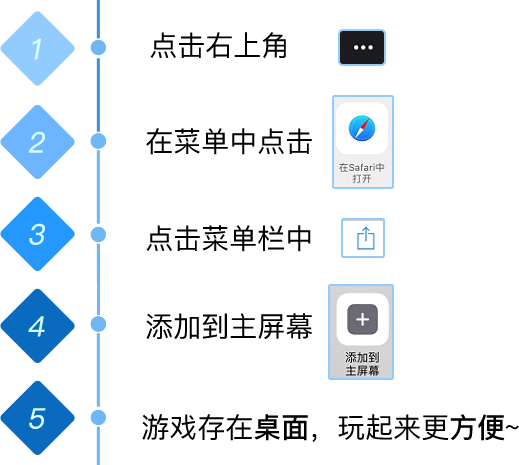 1
点击右上角
2
在菜单中点击
在Safari中
打开
3
点击菜单栏中
4
添加到主屏幕
添加到
主屏幕
5
游戏存在桌面，玩起来更方便~